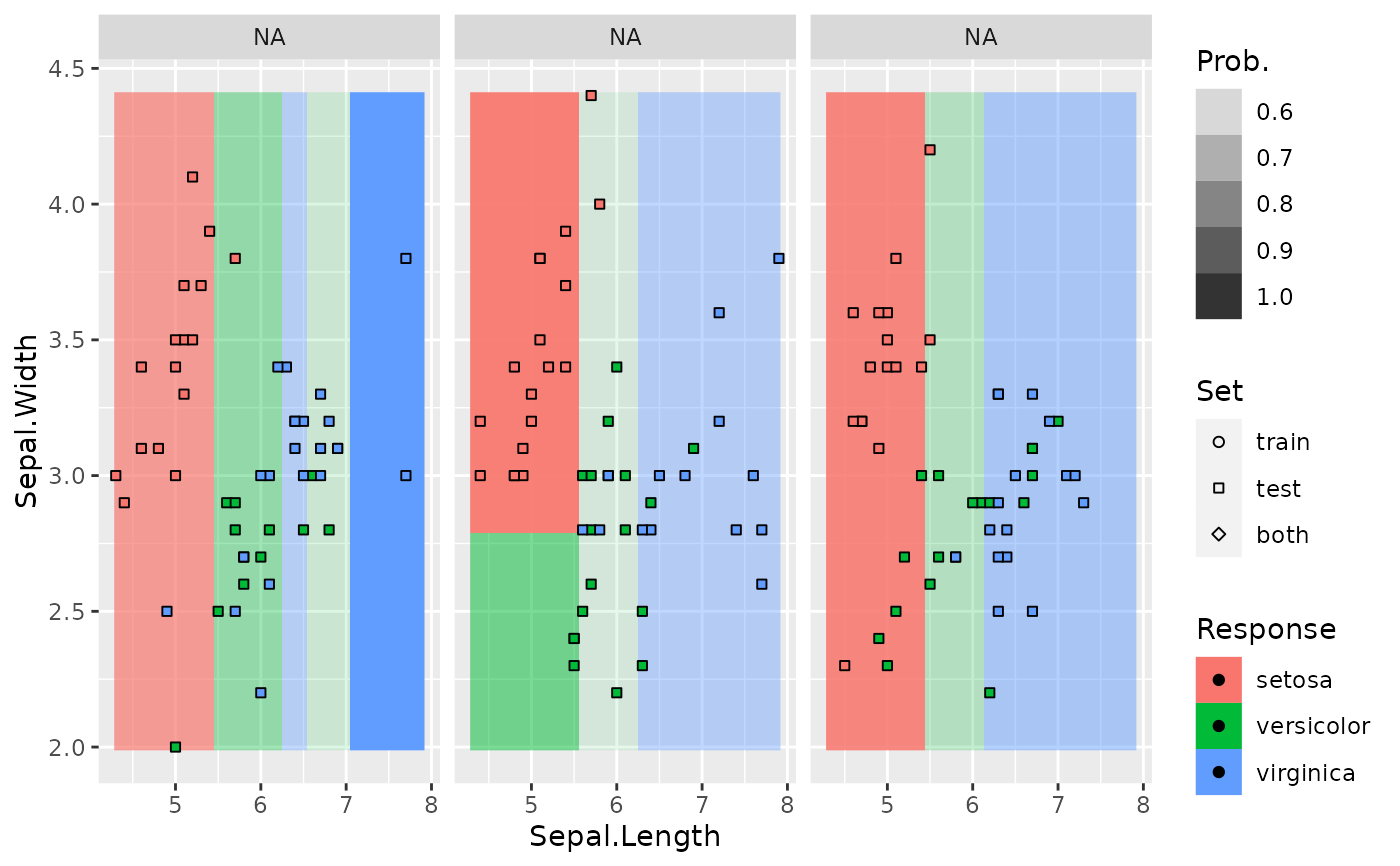 NA NA NA
4.5
4.0
3.5
3.0
2.5
2.0
Sepal.Width
5 6 7 8 5 6 7 8 5 6 7 8
Sepal.Length
Prob.
0.6
0.7
0.8
0.9
1.0
Set
train
test
both
Response
setosa
versicolor
virginica